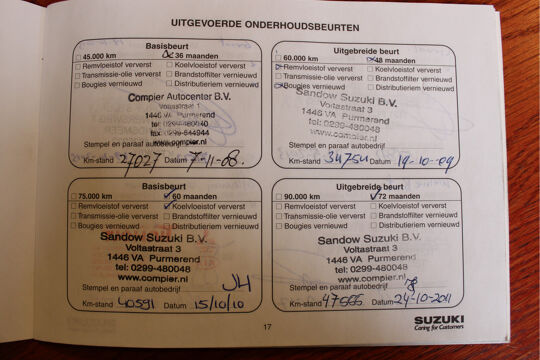 UITGEVOERDE ONDERHOUDSBEURTEN
Basisbeurt
45.000 km 36 maanden
Remvloeistof ververst Koelvloeistof ververst
Transmissie-olie ververst Brandstoffilter vernieuwd
Bougies vernieuwd Distributieriem vernieuwd
Compier Autocenter B.V.
Voltastraat 1
1446 VA Purmerend
tel: 0299-480040
fax: 0299-644944
www.compier.nl
Stempel en paraaf autobedrijf
Km-stand 27027 Datum 7-11-08.
Uitgebreide beurt
60.000 km 48 maanden
Remvloeistof ververst Koelvloeistof ververst
Transmissie-olie ververst Brandstoffilter vernieuwd
Bougies vernieuwd Distributieriem vernieuwd
Sandow Suzuki B.V.
Voltastraat 3
1446 VA Purmerend
tel: 0299-480048
www.compier.nl
Stempel en paraaf autobedrijf
Km-stand 34754 Datum 19-10-09
Basisbeurt
75.000 km 60 maanden
Remvloeistof ververst Koelvloeistof ververst
Transmissie-olie ververst Brandstoffilter vernieuwd
Bougies vernieuwd Distributieriem vernieuwd
Sandow Suzuki B.V.
Voltastraat 3
1446 VA Purmerend
tel: 0299-480048
www.compier.nl
Stempel en paraaf autobedrijf
Km-stand 40591 Datum 15/10/10
Uitgebreide beurt
90.000 km 72 maanden
Remvloeistof ververst Koelvloeistof ververst
Transmissie-olie ververst Brandstoffilter vernieuwd
Bougies vernieuwd Distributieriem vernieuwd
Sandow Suzuki B.V.
Voltastraat 3
1446 VA Purmerend
tel: 0299-480048
www.compier.nl
Stempel en paraaf autobedrijf
Km-stand Datum 24-10-2011
17
SUZUKI
Caring for Customers